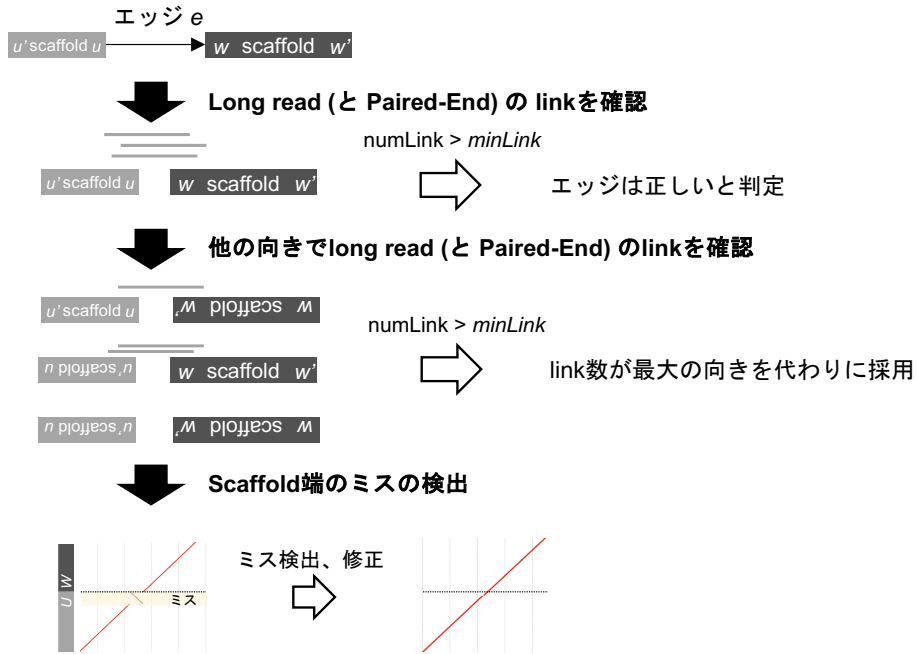 エッジ e
u' scaffold u
w scaffold w'
Long read (と Paired-End) の linkを確認
numLink > minLink
u' scaffold u
w scaffold w'
エッジは正しいと判定
他の向きでlong read (と Paired-End) のlinkを確認
u' scaffold u
w scaffold w'
numLink > minLink
u' scaffold u
w scaffold w'
link数が最大の向きを代わりに採用
u' scaffold u
w scaffold w'
Scaffold端のミスの検出
ミス検出、修正
W
U
ミス